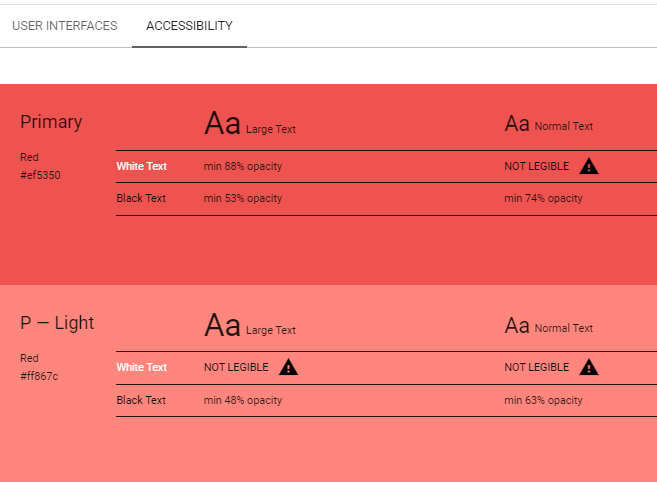 USER INTERFACES ACCESSIBILITY
Primary Aa Large Text Aa Normal Text
Red
#ef5350
White Text min 88% opacity NOT LEGIBLE
Black Text min 53% opacity min 74% opacity
P — Light Aa Large Text Aa Normal Text
Red
#ff867c
White Text NOT LEGIBLE NOT LEGIBLE
Black Text min 48% opacity min 63% opacity